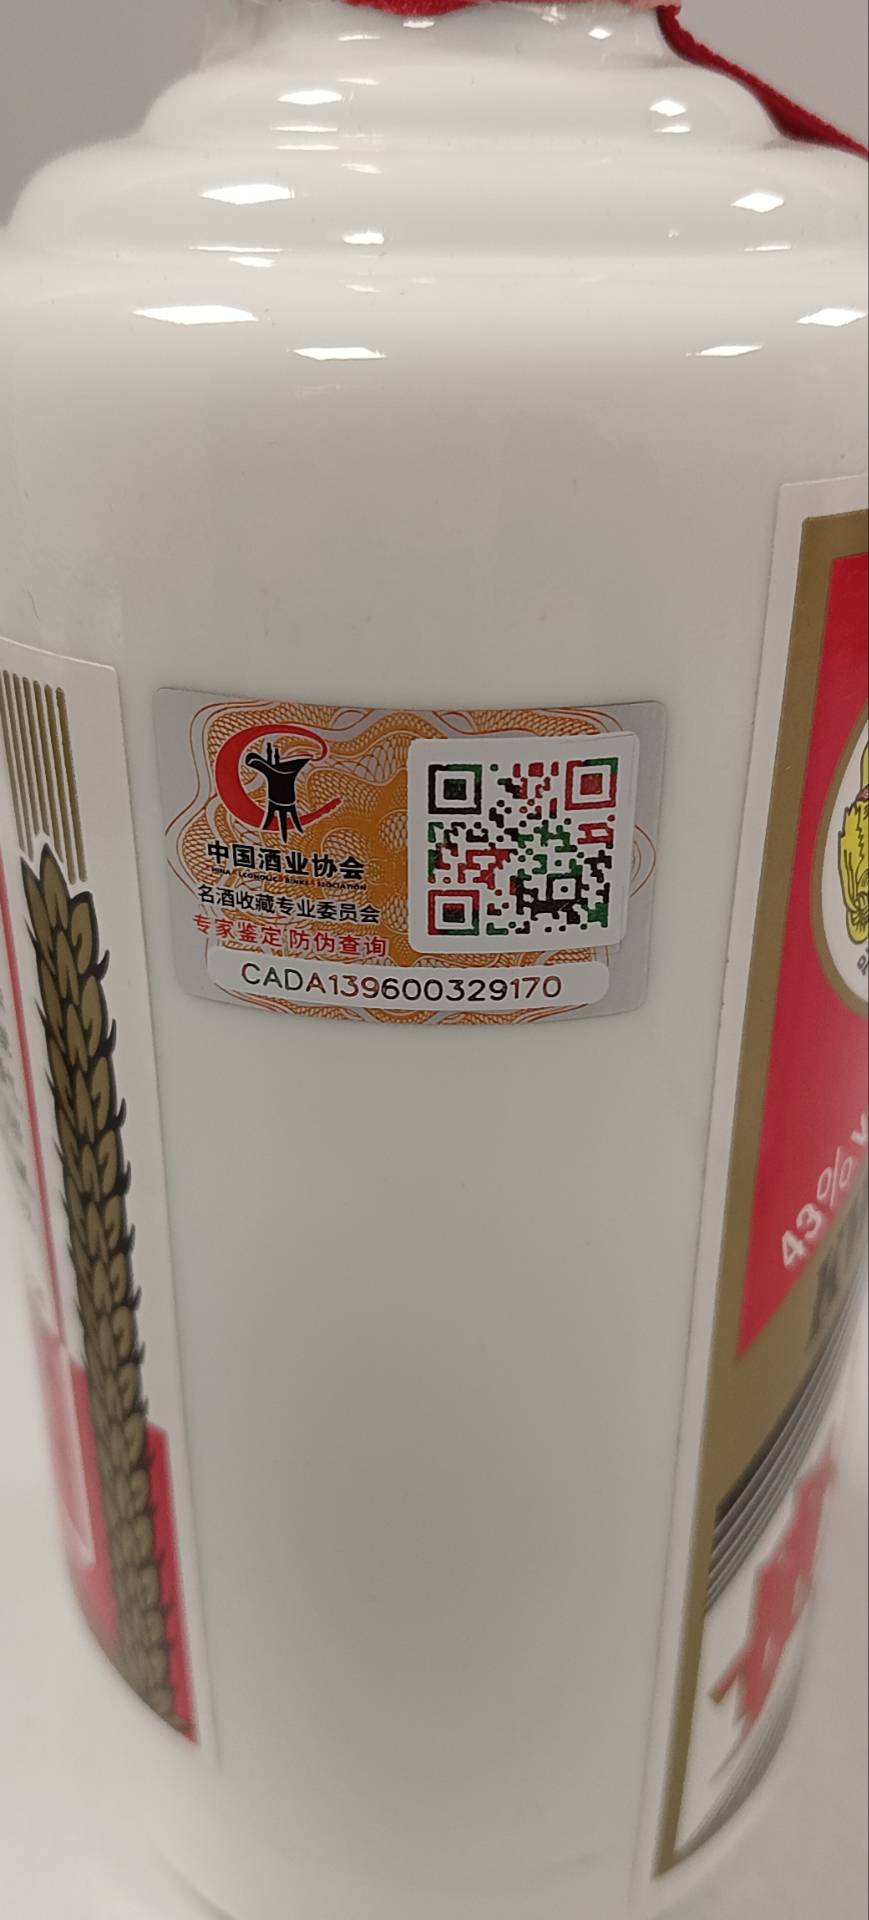 中国酒业协会
名酒收藏专业委员会
专家鉴定 防伪查询
CADA139600329170
43%